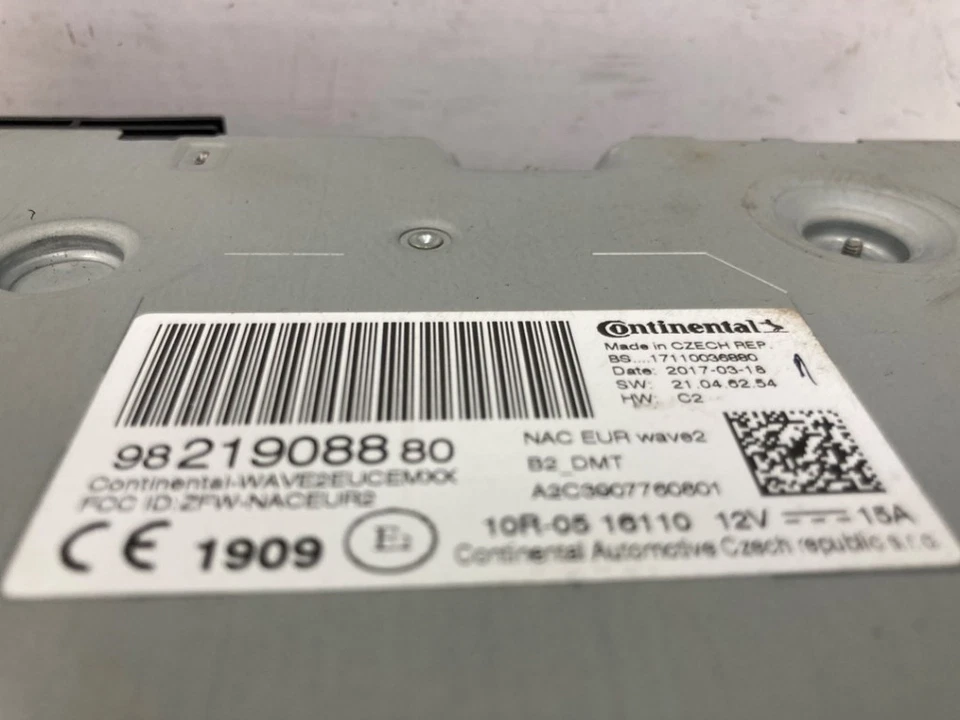 Continental
Made in CZECH REP.
BS....17110036880
Date: 2017-03-18
SW: 21.04.62.54
HW: C2
98 219088 80
NAC EUR wave2
Continental-WAVE2EUCEMXX
B2_DMT
FCC ID:ZFW-NACEUR2
A2C3907760601
CE 1909
10R-05 16110 12V 15A
Continental Automotive Czech republic s.r.o.